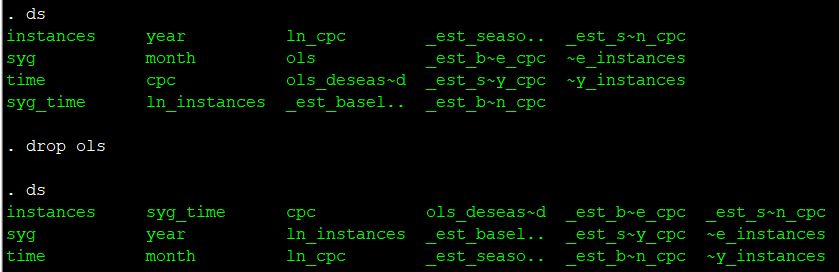 . ds
instances year ln_cpc _est_seaso.. _est_s~n_cpc
syg month ols _est_b~e_cpc ~e_instances
time cpc ols_deseas~d _est_s~y_cpc ~y_instances
syg_time ln_instances _est_basel.. _est_b~n_cpc
. drop ols
. ds
instances syg_time cpc ols_deseas~d _est_b~e_cpc _est_s~n_cpc
syg year ln_instances _est_basel.. _est_s~y_cpc ~e_instances
time month ln_cpc _est_seaso.. _est_b~n_cpc ~y_instances